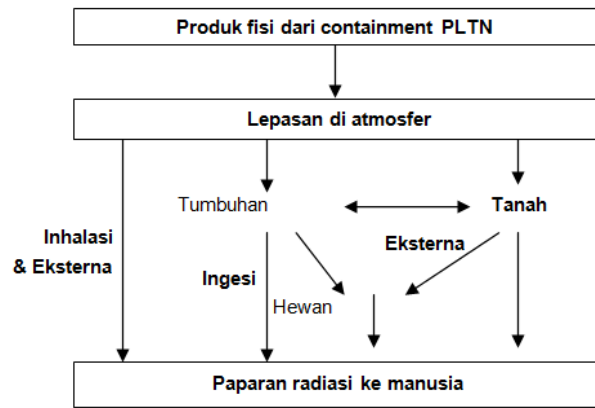 Produk fisi dari containment PLTN
Lepasan di atmosfer
Tumbuhan
Tanah
Inhalasi
& Eksterna
Eksterna
Ingesi
Hewan
Paparan radiasi ke manusia